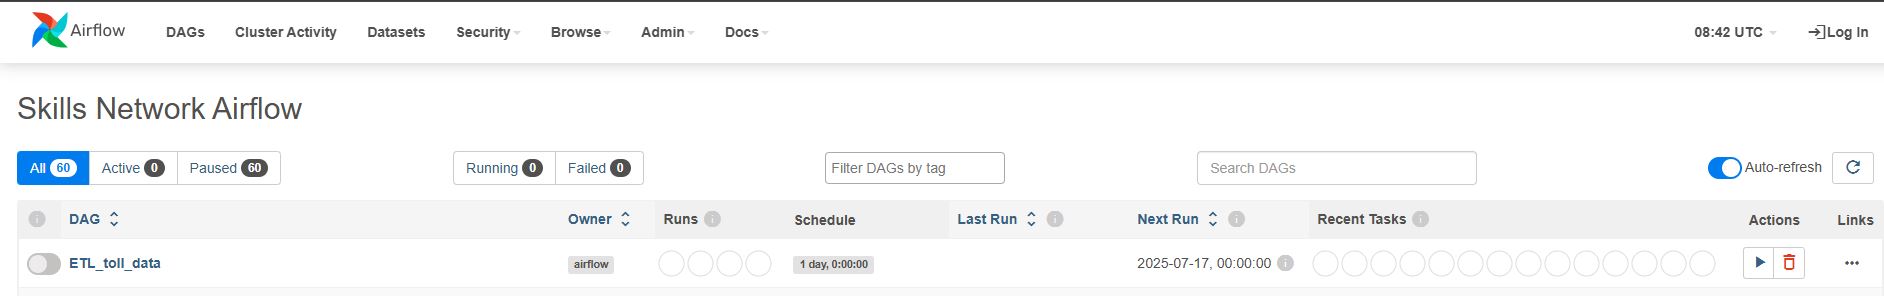 Airflow DAGs Cluster Activity Datasets Security Browse Admin Docs 08:42 UTC Log In
Skills Network Airflow
All 60 Active 0 Paused 60 Running 0 Failed 0 Filter DAGs by tag Search DAGs Auto-refresh
i DAG Owner Runs i Schedule Last Run i Next Run i Recent Tasks i Actions Links
ETL_toll_data airflow 1 day, 0:00:00 2025-07-17, 00:00:00 i